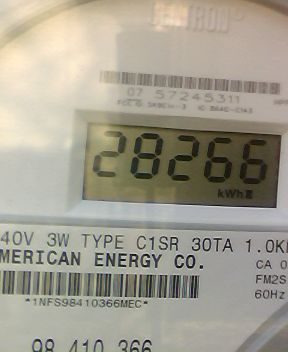 CENTRON®
07 57245311
28266
kWh
40V 3W TYPE C1SR 30TA 1.0K
MERICAN ENERGY CO.
CA 0
FM2S
60Hz
*1NFS98410366MEC*
98 410 366